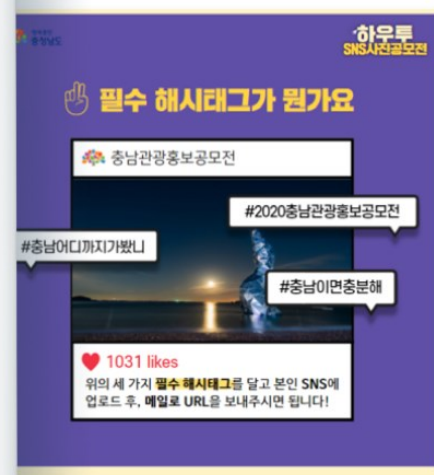 충청남도
하우투
SNS사진공모전
필수 해시태그가 뭔가요
충남관광홍보공모전
#2020충남관광홍보공모전
#충남어디까지가봤니
#충남이면충분해
1031 likes
위의 세 가지 필수 해시태그를 달고 본인 SNS에
업로드 후, 메일로 URL을 보내주시면 됩니다!